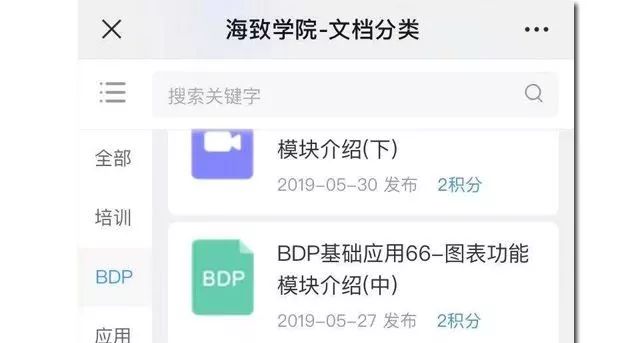 海致学院-文档分类
搜索关键字
全部
培训
BDP
应用
模块介绍(下)
2019-05-30 发布 2积分
BDP
BDP基础应用66-图表功能
模块介绍(中)
2019-05-27 发布 2积分